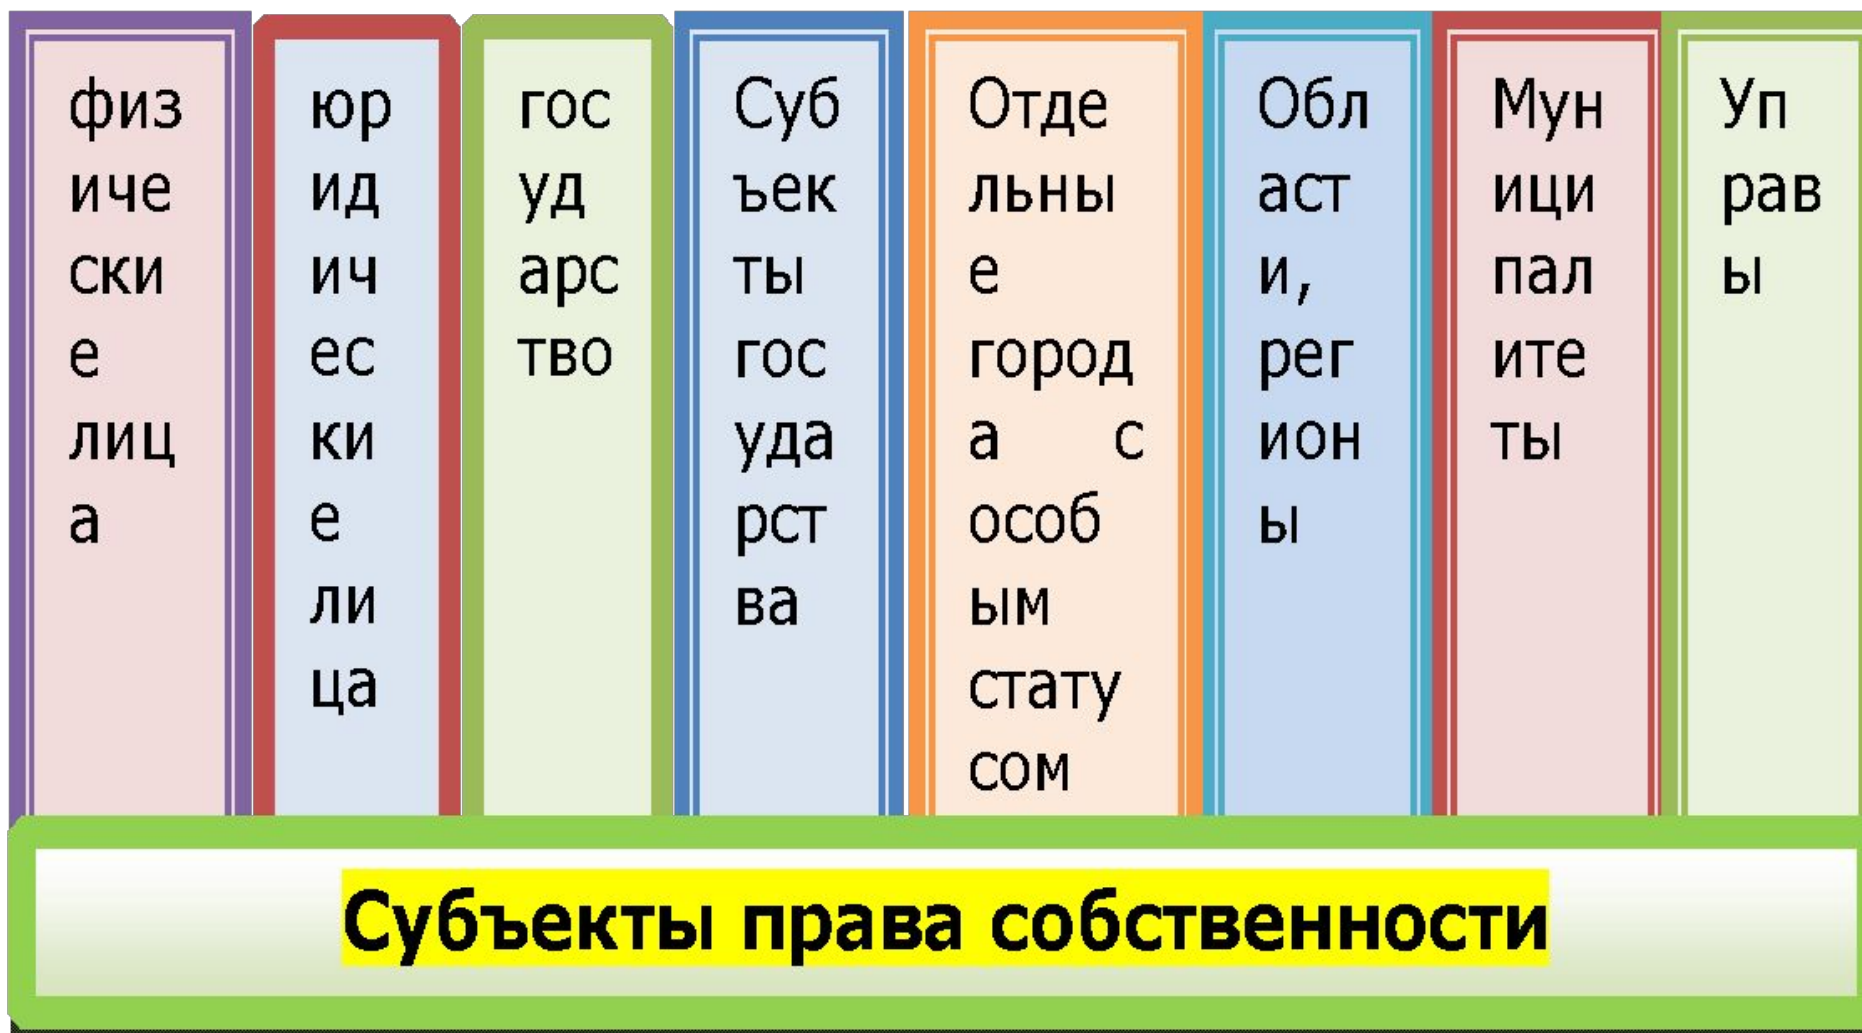 физ
иче
ски
е
лиц
а
юр
ид
ич
ес
ки
е
ли
ца
гос
уд
арс
тво
Суб
ъек
ты
гос
уда
рст
ва
Отде
льны
е
город
а с
особ
ым
стату
сом
Обл
аст
и,
рег
ион
ы
Мун
ици
пал
ите
ты
Уп
рав
ы
Субъекты права собственности